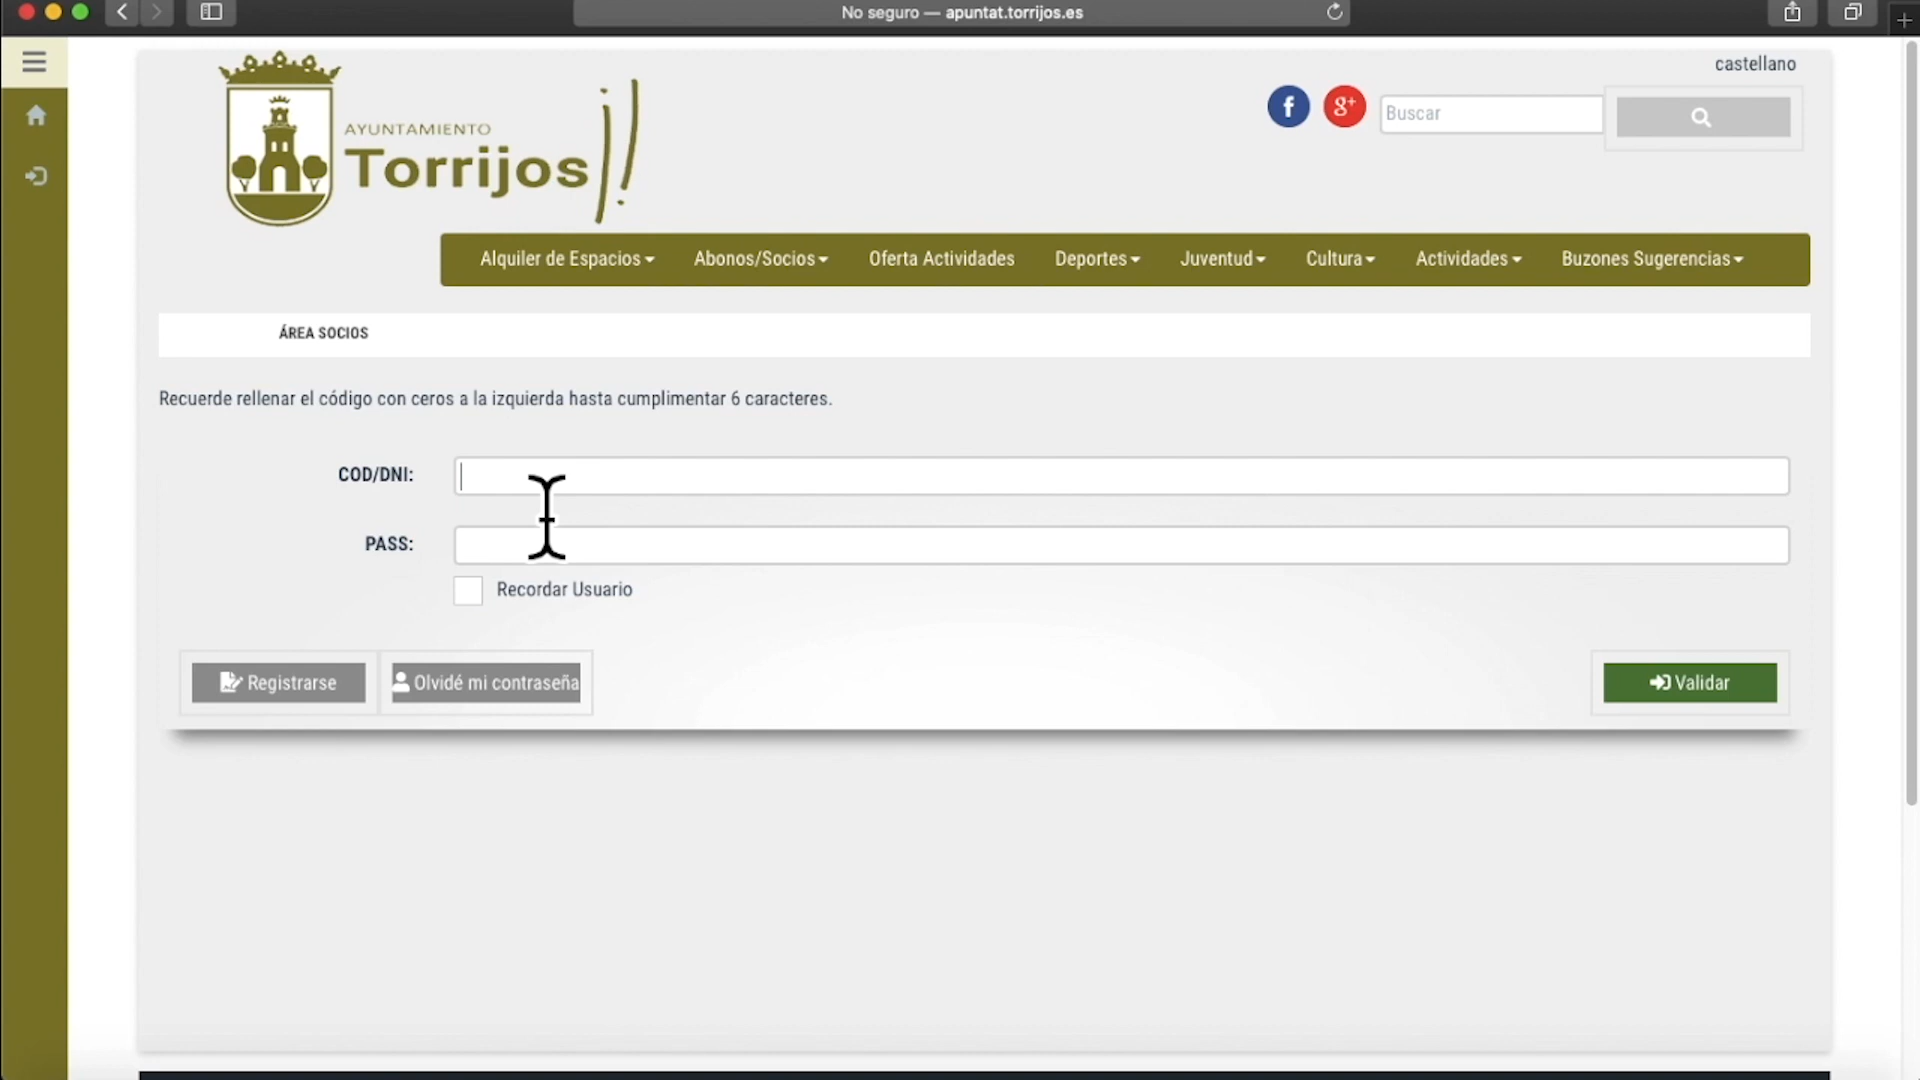 No seguro — apuntat.torrijos.es
castellano
AYUNTAMIENTO
Torrijos
f
g+
Buscar
Alquiler de Espacios
Abonos/Socios
Oferta Actividades
Deportes
Juventud
Cultura
Actividades
Buzones Sugerencias
ÁREA SOCIOS
Recuerde rellenar el código con ceros a la izquierda hasta cumplimentar 6 caracteres.
COD/DNI:
PASS:
Recordar Usuario
Registrarse
Olvidé mi contraseña
Validar